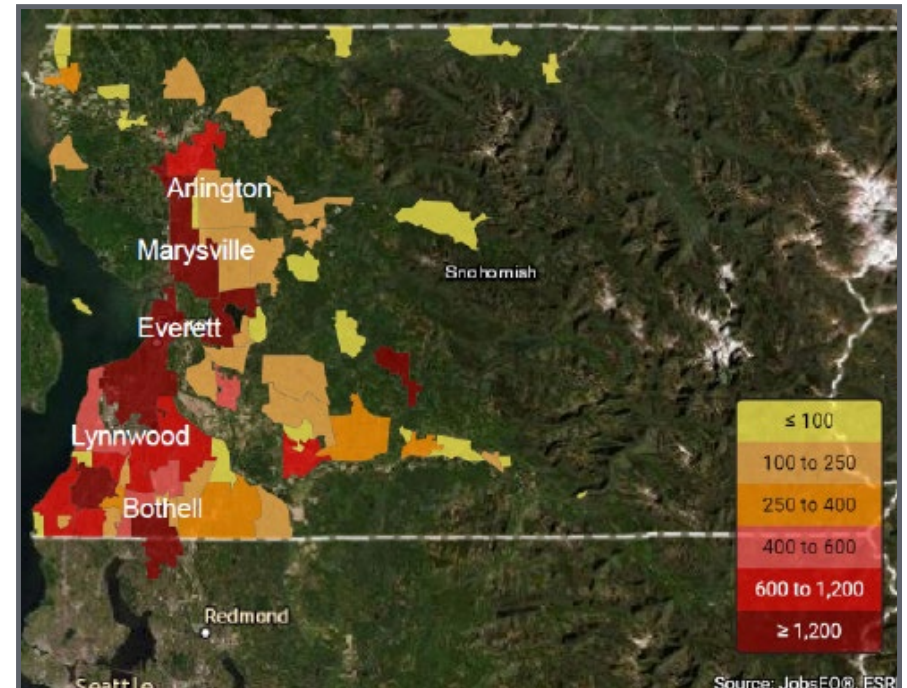 Arlington
Marysville
Snohomish
Everett
Lynnwood
Bothell
Redmond
Seattle
≤ 100
100 to 250
250 to 400
400 to 600
600 to 1,200
≥ 1,200
Source: JobsEQ®, ESR